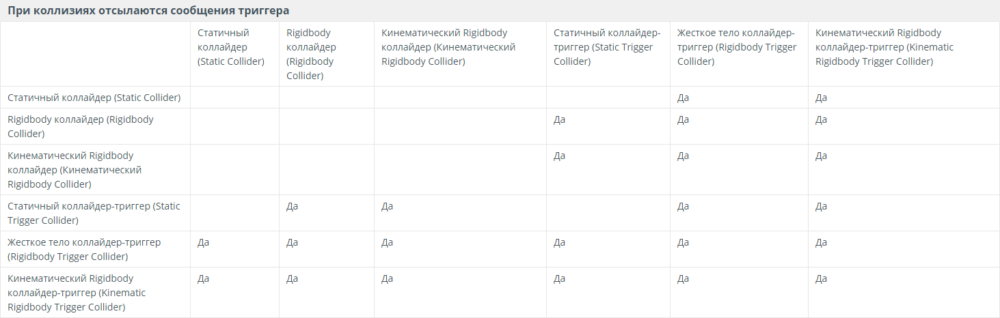 При коллизиях отсылаются сообщения триггера
Статичный
коллайдер
(Static Collider)
Rigidbody
коллайдер
(Rigidbody
Collider)
Кинематический Rigidbody
коллайдер (Кинематический
Rigidbody Collider)
Статичный коллайдер-
триггер (Static Trigger
Collider)
Жесткое тело коллайдер-
триггер (Rigidbody Trigger
Collider)
Кинематический Rigidbody
коллайдер-триггер (Kinematic
Rigidbody Trigger Collider)
Статичный коллайдер (Static Collider)
Да
Да
Rigidbody коллайдер (Rigidbody
Collider)
Да
Да
Да
Кинематический Rigidbody
коллайдер (Кинематический
Rigidbody Collider)
Да
Да
Да
Статичный коллайдер-триггер (Static
Trigger Collider)
Да
Да
Да
Да
Жесткое тело коллайдер-триггер
(Rigidbody Trigger Collider)
Да
Да
Да
Да
Да
Да
Кинематический Rigidbody
коллайдер-триггер (Kinematic
Rigidbody Trigger Collider)
Да
Да
Да
Да
Да
Да